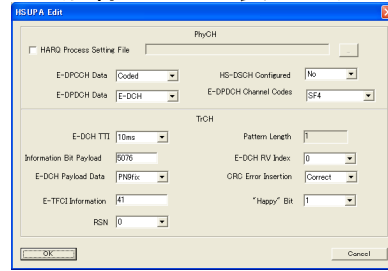 HSUPA Edit
PhyCH
HARQ Process Setting File ...
E-DPCCH Data Coded HS-DSCH Configured No
E-DPDCH Data E-DCH E-DPDCH Channel Codes SF4
TrCH
E-DCH TTI 10ms Pattern Length 1
Information Bit Payload 5076 E-DCH RV Index 0
E-DCH Payload Data PN9fix CRC Error Insertion Correct
E-TFCI Information 41 "Happy" Bit 1
RSN 0
OK Cancel